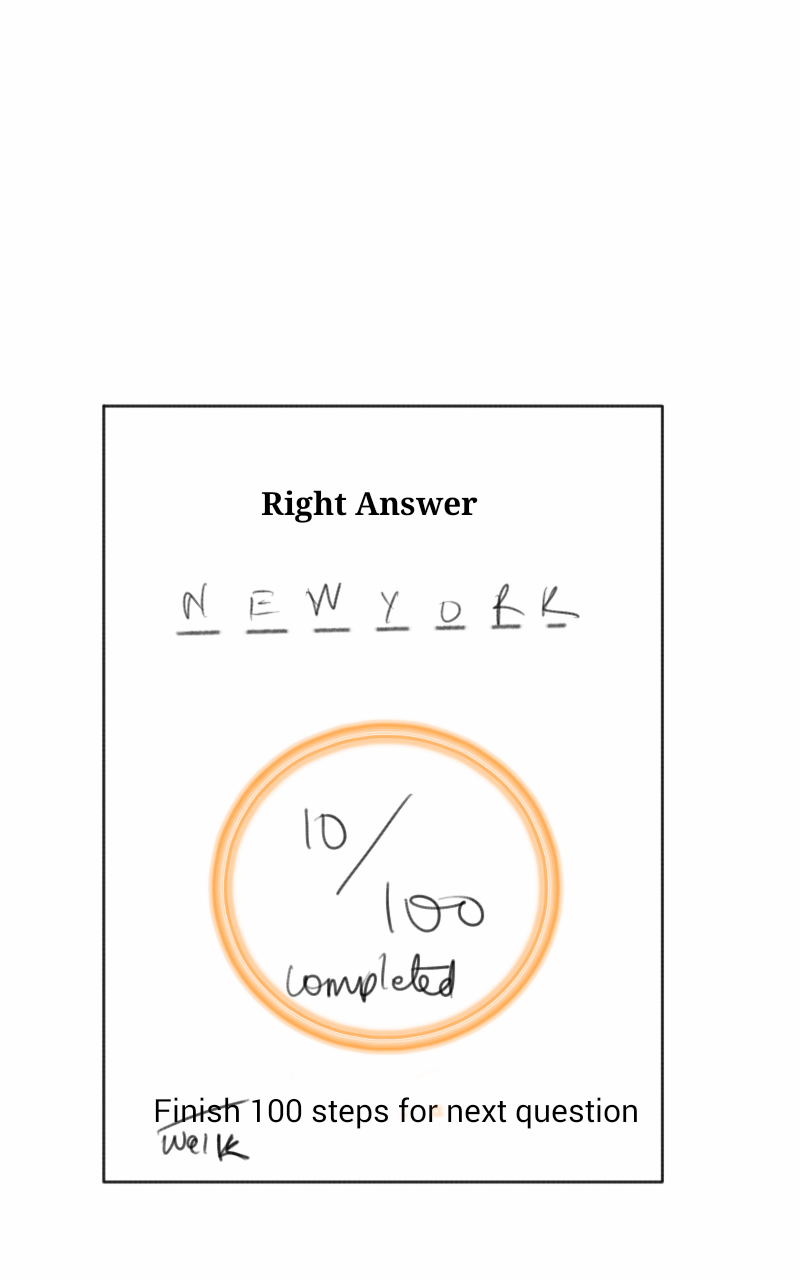 Right Answer
N E W Y O R K
10/100
completed
Finish 100 steps for next question
Walk